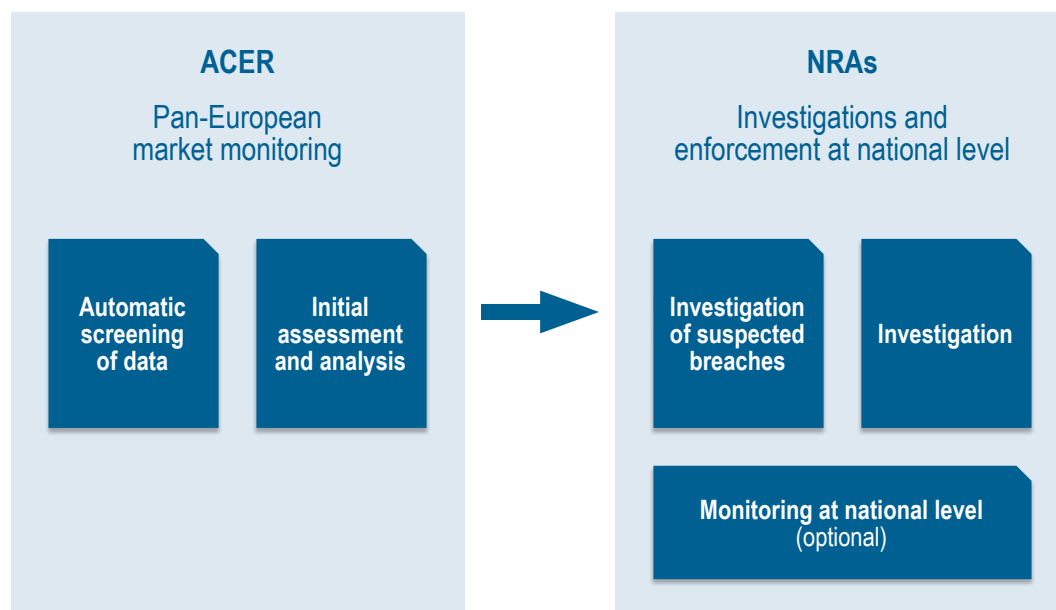 ACER
Pan-European
market monitoring
Automatic
screening
of data
Initial
assessment
and analysis
NRAs
Investigations and
enforcement at national level
Investigation
of suspected
breaches
Investigation
Monitoring at national level
(optional)